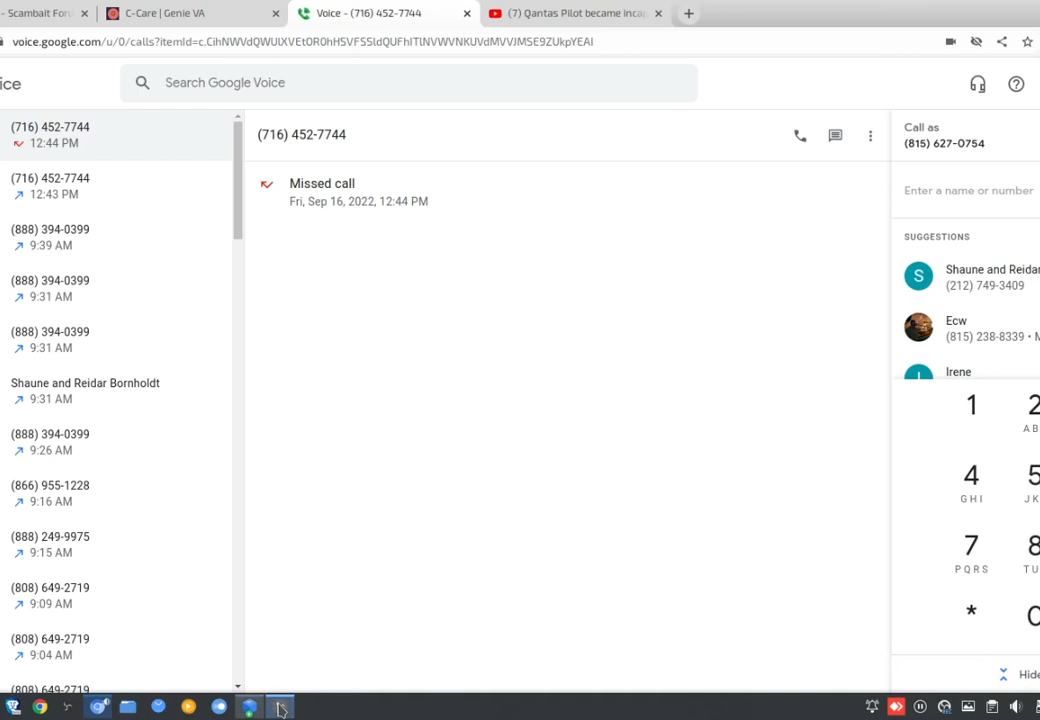 - Scambait Foru
C-Care | Genie VA
Voice - (716) 452-7744
(7) Qantas Pilot became incap
voice.google.com/u/0/calls?itemId=c.
ice
Search Google Voice
(716) 452-7744
12:44 PM
(716) 452-7744
12:43 PM
(888) 394-0399
9:39 AM
(888) 394-0399
9:31 AM
(888) 394-0399
9:31 AM
Shaune and Reidar Bornholdt
9:31 AM
(888) 394-0399
9:26 AM
(866) 955-1228
9:16 AM
(888) 249-9975
9:15 AM
(808) 649-2719
9:09 AM
(808) 649-2719
9:04 AM
(808) 649-2719
(716) 452-7744
Missed call
Fri, Sep 16, 2022, 12:44 PM
Call as
(815) 627-0754
Enter a name or number
SUGGESTIONS
S
Shaune and Reidar
(212) 749-3409
Ecw
(815) 238-8339 • M
Irene
1
2
AB
4
GHI
5
JK
7
PQRS
8
TU
*
0
Hide